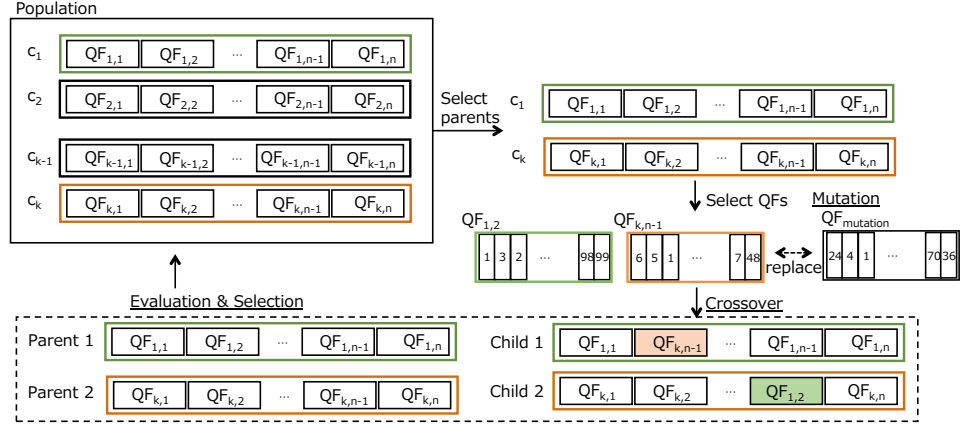 Population
c1 QF1,1 QF1,2 ... QF1,n-1 QF1,n
c2 QF2,1 QF2,2 ... QF2,n-1 QF2,n
ck-1 QFk-1,1 QFk-1,2 ... QFk-1,n-1 QFk-1,n
ck QFk,1 QFk,2 ... QFk,n-1 QFk,n
Select
parents
c1 QF1,1 QF1,2 ... QF1,n-1 QF1,n
ck QFk,1 QFk,2 ... QFk,n-1 QFk,n
Select QFs
Mutation
QF1,2
QFk,n-1
QFmutation
1 3 2 ... 98 99
6 5 1 ... 7 48
replace
24 4 1 ... 70 36
Crossover
Evaluation & Selection
Parent 1 QF1,1 QF1,2 ... QF1,n-1 QF1,n
Parent 2 QFk,1 QFk,2 ... QFk,n-1 QFk,n
Child 1 QF1,1 QFk,n-1 ... QF1,n-1 QF1,n
Child 2 QFk,1 QFk,2 ... QF1,2 QFk,n